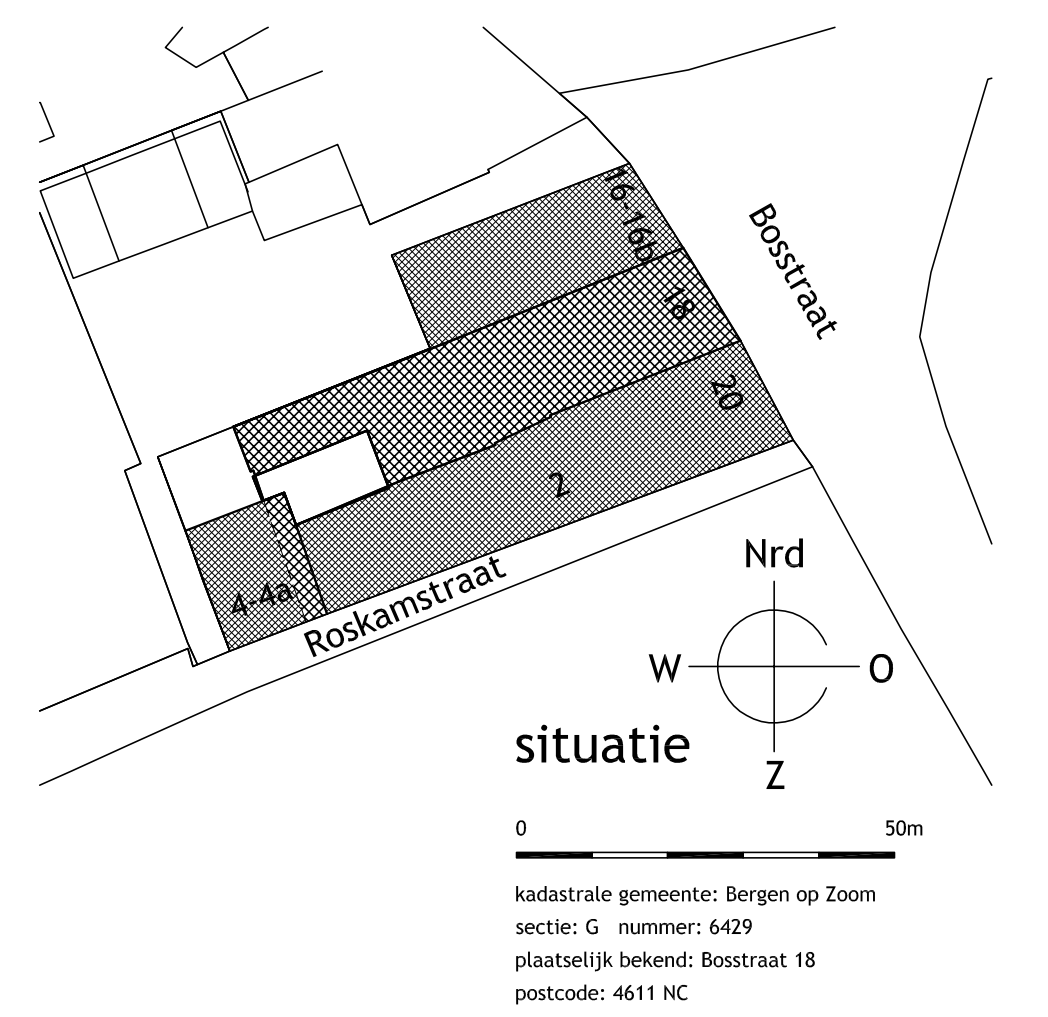 16-16b
Bosstraat
18
20
2
4-4a
Roskamstraat
Nrd
W
O
Z
situatie
0 50m
kadastrale gemeente: Bergen op Zoom
sectie: G nummer: 6429
plaatselijk bekend: Bosstraat 18
postcode: 4611 NC